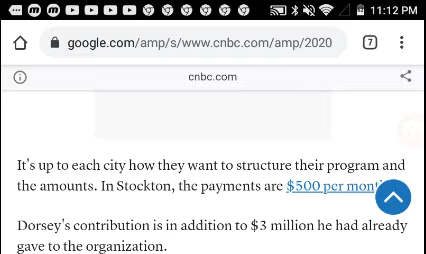 11:12 PM
google.com/amp/s/www.cnbc.com/amp/2020
7
cnbc.com
It's up to each city how they want to structure their program and
the amounts. In Stockton, the payments are $500 per
Dorsey's contribution is in addition to $3 million he had already
gave to the organization.